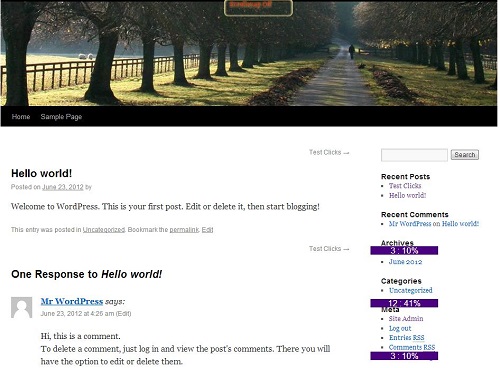 Scrollmap Off
Home Sample Page
Test Clicks →
Hello world!
Posted on June 23, 2012 by
Welcome to WordPress. This is your first post. Edit or delete it, then start blogging!
This entry was posted in Uncategorized. Bookmark the permalink. Edit
Test Clicks →
One Response to Hello world!
Mr WordPress says:
June 23, 2012 at 4:26 am (Edit)
Hi, this is a comment.
To delete a comment, just log in and view the post's comments. There you will
have the option to edit or delete them.
Search
Recent Posts
Test Clicks
Hello world!
Recent Comments
Mr WordPress on Hello world!
Archives
3 : 10%
June 2012
Categories
Uncategorized
12 : 41%
Meta
Site Admin
Log out
Entries RSS
Comments RSS
3 : 10%